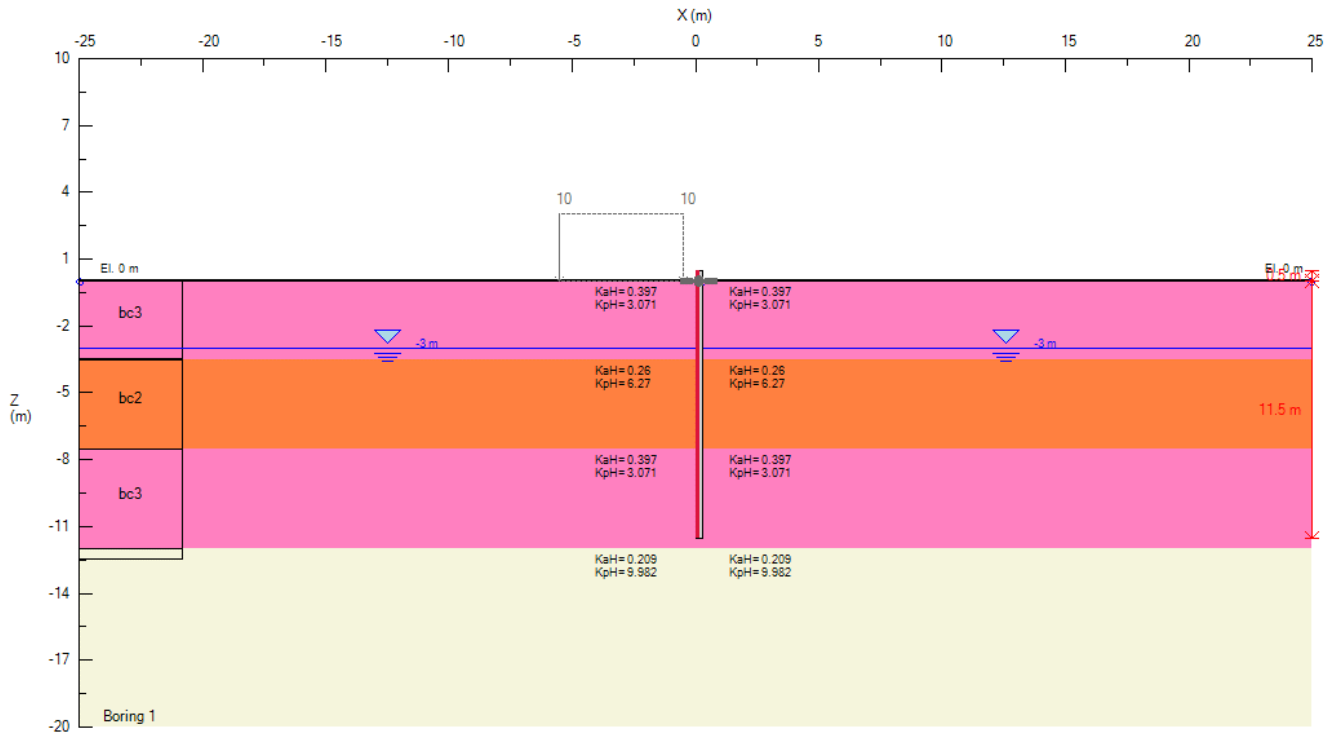 X (m)
-25 -20 -15 -10 -5 0 5 10 15 20 25
10
7
4
10 10
1
El. 0 m
El. 0 m
0.5 m
KaH= 0.397 KaH= 0.397
KpH= 3.071 KpH= 3.071
bc3
-2
-3 m -3 m
KaH= 0.26 KaH= 0.26
KpH= 6.27 KpH= 6.27
-5
bc2
Z
(m)
11.5 m
-8
KaH= 0.397 KaH= 0.397
KpH= 3.071 KpH= 3.071
bc3
-11
KaH= 0.209 KaH= 0.209
KpH= 9.982 KpH= 9.982
-14
-17
Boring 1
-20